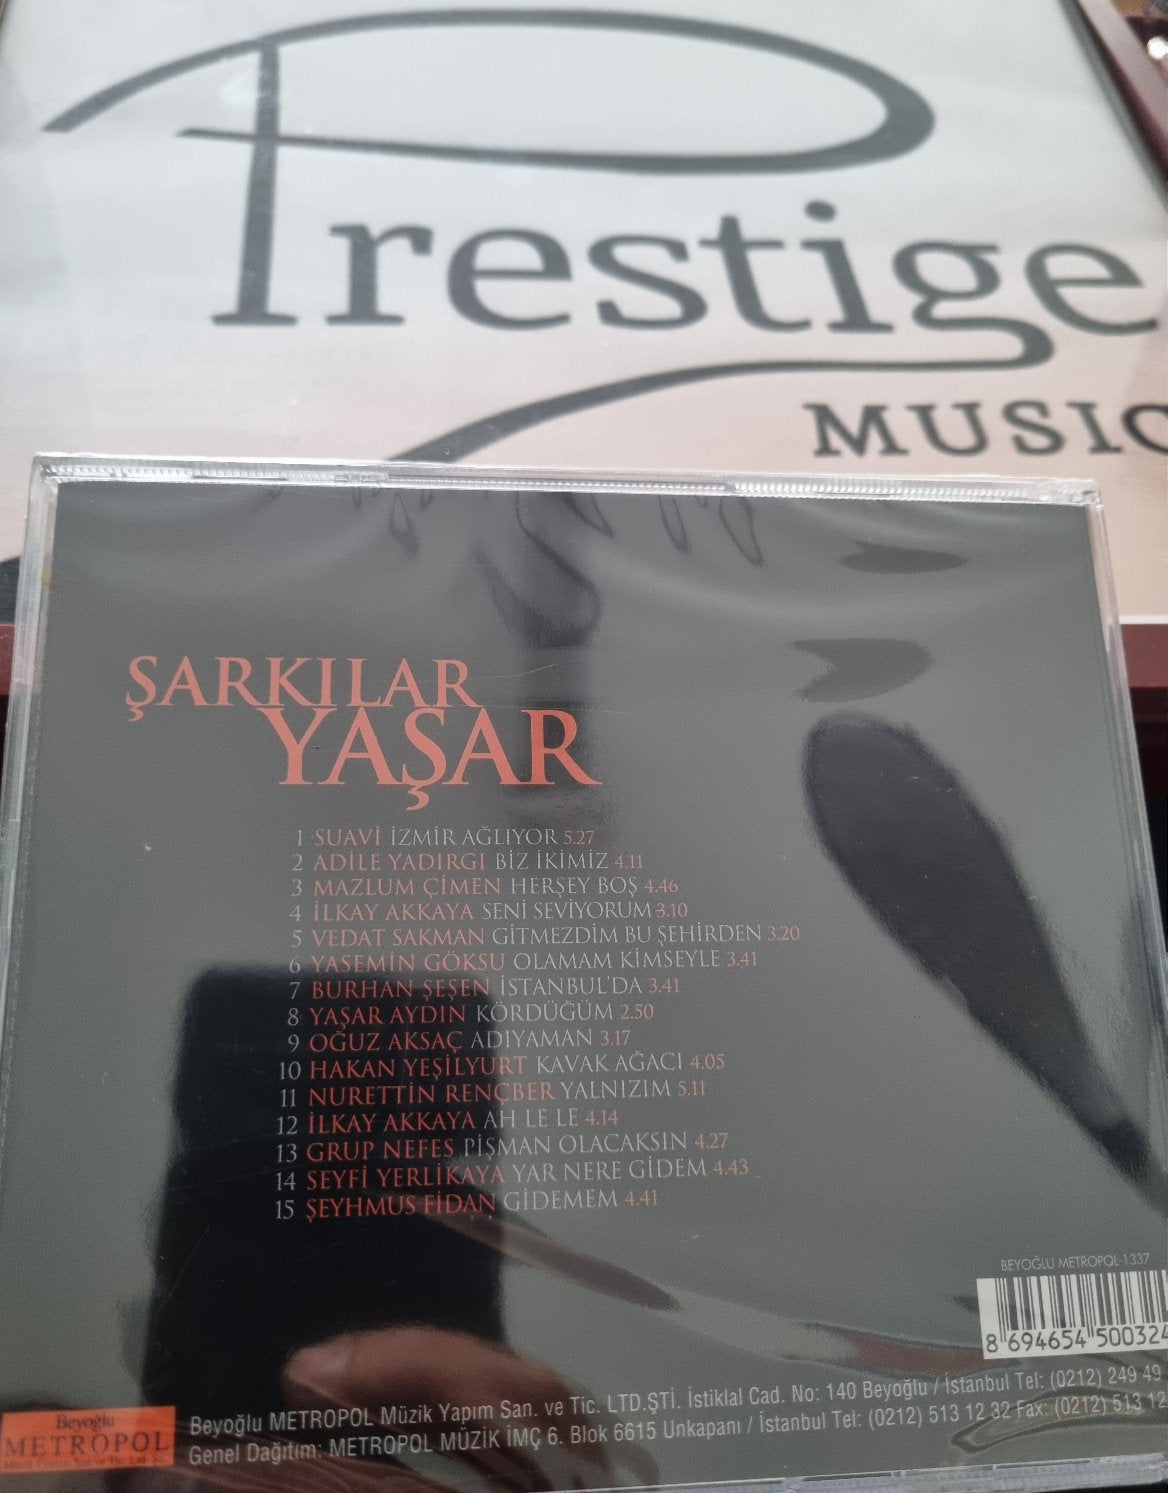 Prestige
MUSIC
ŞARKILAR
YAŞAR
1 SUAVİ İZMİR AĞLIYOR 5.27
2 ADİLE YADIRGI BİZ İKİMİZ 4.11
3 MAZLUM ÇİMEN HERŞEY BOŞ 4.46
4 İLKAY AKKAYA SENİ SEVİYORUM 3.10
5 VEDAT SAKMAN GİTMEZDİM BU ŞEHİRDEN 3.20
6 YASEMİN GÖKSU OLAMAM KİMSEYLE 3.41
7 BURHAN ŞEŞEN İSTANBUL'DA 3.41
8 YAŞAR AYDIN KÖRDÜĞÜM 2.50
9 OĞUZ AKSAÇ ADIYAMAN 3.17
10 HAKAN YEŞİLYURT KAVAK AĞACI 4.05
11 NURETTİN RENÇBER YALNIZIM 5.11
12 İLKAY AKKAYA AH LE LE 4.14
13 GRUP NEFES PİŞMAN OLACAKSIN 4.27
14 SEYFİ YERLİKAYA YAR NERE GİDEM 4.43
15 ŞEYHMUS FİDAN GİDEMEM 4.41
BEYOĞLU METROPOL-1337
8 694654 500324
Beyoğlu
METROPOL
Beyoğlu METROPOL Müzik Yapım San. ve Tic. LTD.ŞTİ. İstiklal Cad. No: 140 Beyoğlu / İstanbul Tel: (0212) 249 49
Genel Dağıtım: METROPOL MÜZİK İMÇ 6. Blok 6615 Unkapanı / İstanbul Tel: (0212) 513 12 32 Fax: (0212) 513 12